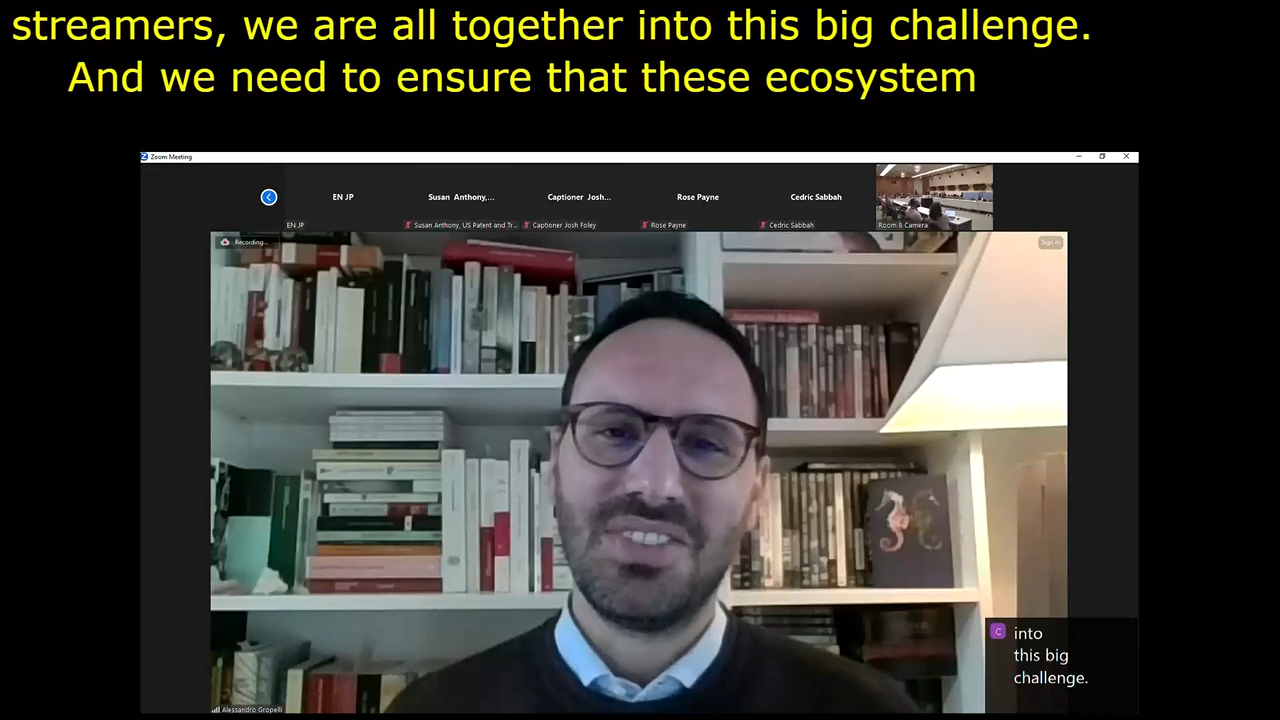 streamers, we are all together into this big challenge.
And we need to ensure that these ecosystem
Zoom Meeting
EN JP
Susan Anthony,...
Captioner Josh...
Rose Payne
Cedric Sabbah
EN JP
Susan Anthony, US Patent and Tr...
Captioner Josh Foley
Rose Payne
Cedric Sabbah
Room 8 Camera
Recording...
Sign in
C
into
this big
challenge.
Alessandro Gropelli